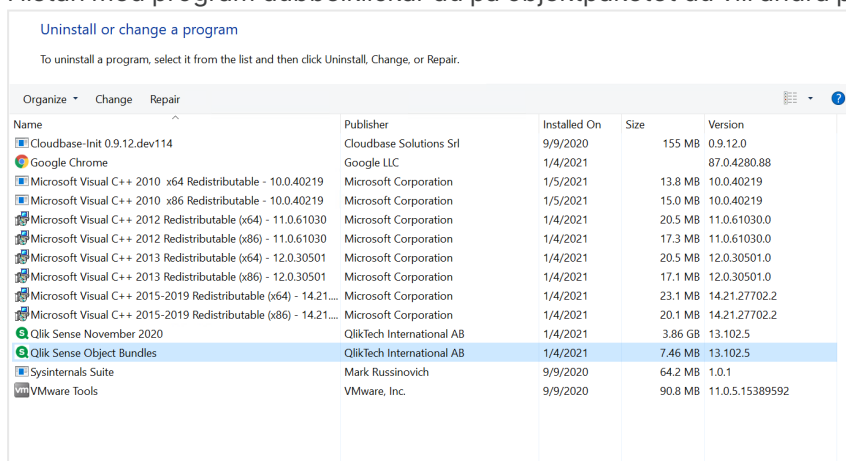 Uninstall or change a program
To uninstall a program, select it from the list and then click Uninstall, Change, or Repair.
Organize Change Repair
Name Publisher Installed On Size Version
Cloudbase-Init 0.9.12.dev114 Cloudbase Solutions Srl 9/9/2020 155 MB 0.9.12.0
Google Chrome Google LLC 1/4/2021 87.0.4280.88
Microsoft Visual C++ 2010 x64 Redistributable - 10.0.40219 Microsoft Corporation 1/5/2021 13.8 MB 10.0.40219
Microsoft Visual C++ 2010 x86 Redistributable - 10.0.40219 Microsoft Corporation 1/5/2021 15.0 MB 10.0.40219
Microsoft Visual C++ 2012 Redistributable (x64) - 11.0.61030 Microsoft Corporation 1/4/2021 20.5 MB 11.0.61030.0
Microsoft Visual C++ 2012 Redistributable (x86) - 11.0.61030 Microsoft Corporation 1/4/2021 17.3 MB 11.0.61030.0
Microsoft Visual C++ 2013 Redistributable (x64) - 12.0.30501 Microsoft Corporation 1/4/2021 20.5 MB 12.0.30501.0
Microsoft Visual C++ 2013 Redistributable (x86) - 12.0.30501 Microsoft Corporation 1/4/2021 17.1 MB 12.0.30501.0
Microsoft Visual C++ 2015-2019 Redistributable (x64) - 14.21.... Microsoft Corporation 1/4/2021 23.1 MB 14.21.27702.2
Microsoft Visual C++ 2015-2019 Redistributable (x86) - 14.21.... Microsoft Corporation 1/4/2021 20.1 MB 14.21.27702.2
Qlik Sense November 2020 QlikTech International AB 1/4/2021 3.86 GB 13.102.5
Qlik Sense Object Bundles QlikTech International AB 1/4/2021 7.46 MB 13.102.5
Sysinternals Suite Mark Russinovich 9/9/2020 64.2 MB 1.0.1
vm VMware Tools VMware, Inc. 9/9/2020 90.8 MB 11.0.5.15389592